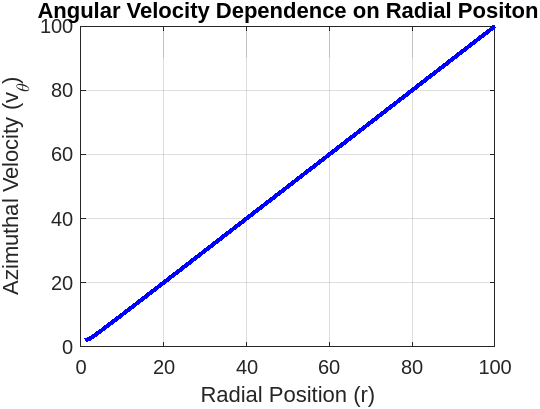 Angular Velocity Dependence on Radial Positon
100
80
60
40
20
0
Azimuthal Velocity (v_θ)
0 20 40 60 80 100
Radial Position (r)